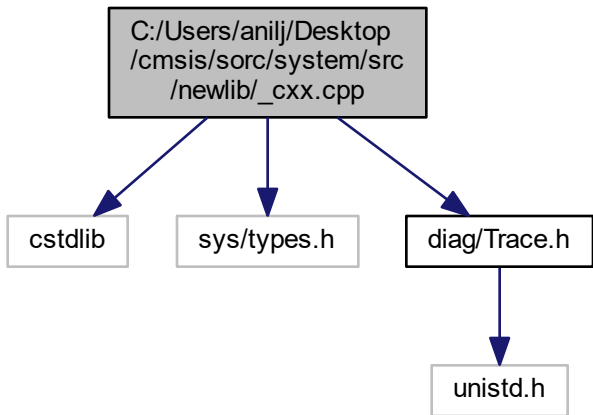 C:/Users/anilj/Desktop
/cmsis/sorc/system/src
/newlib/_cxx.cpp
cstdlib
sys/types.h
diag/Trace.h
unistd.h